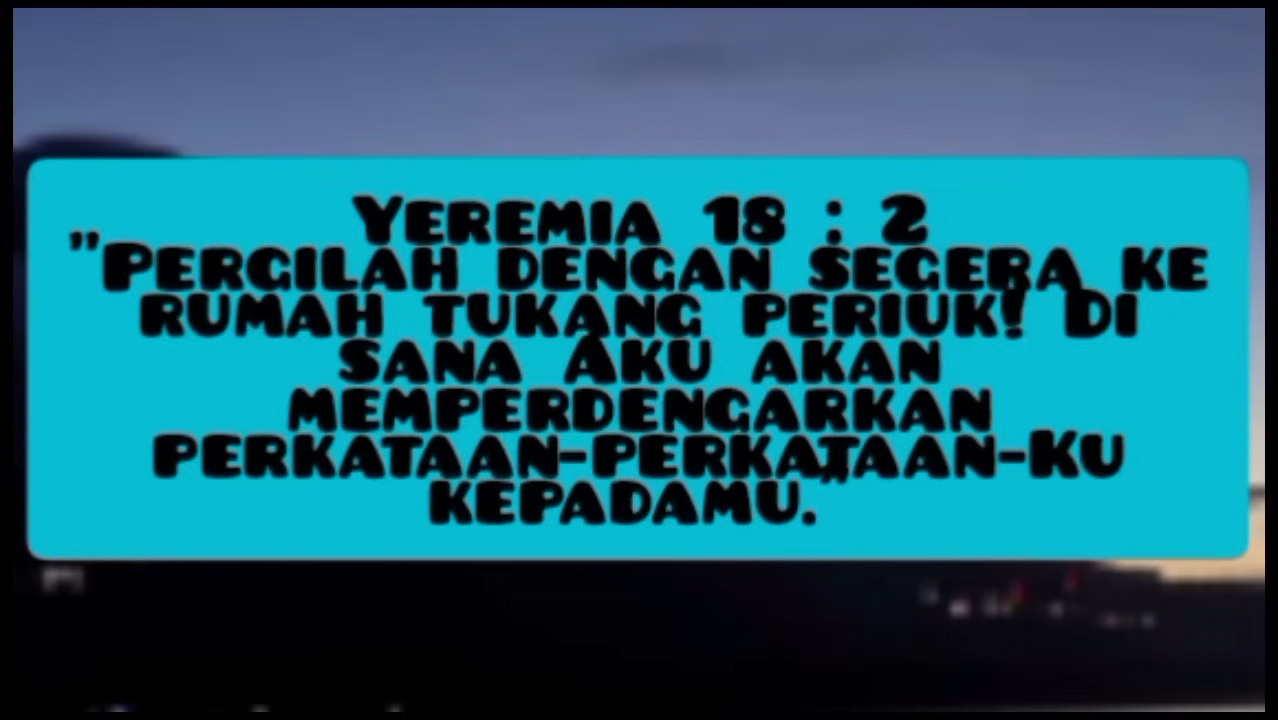 Yeremia 18 : 2
"Pergilah dengan segera ke
rumah tukang periuk! Di
sana Aku akan
memperdengarkan
perkataan-perkataan-Ku
kepadamu."